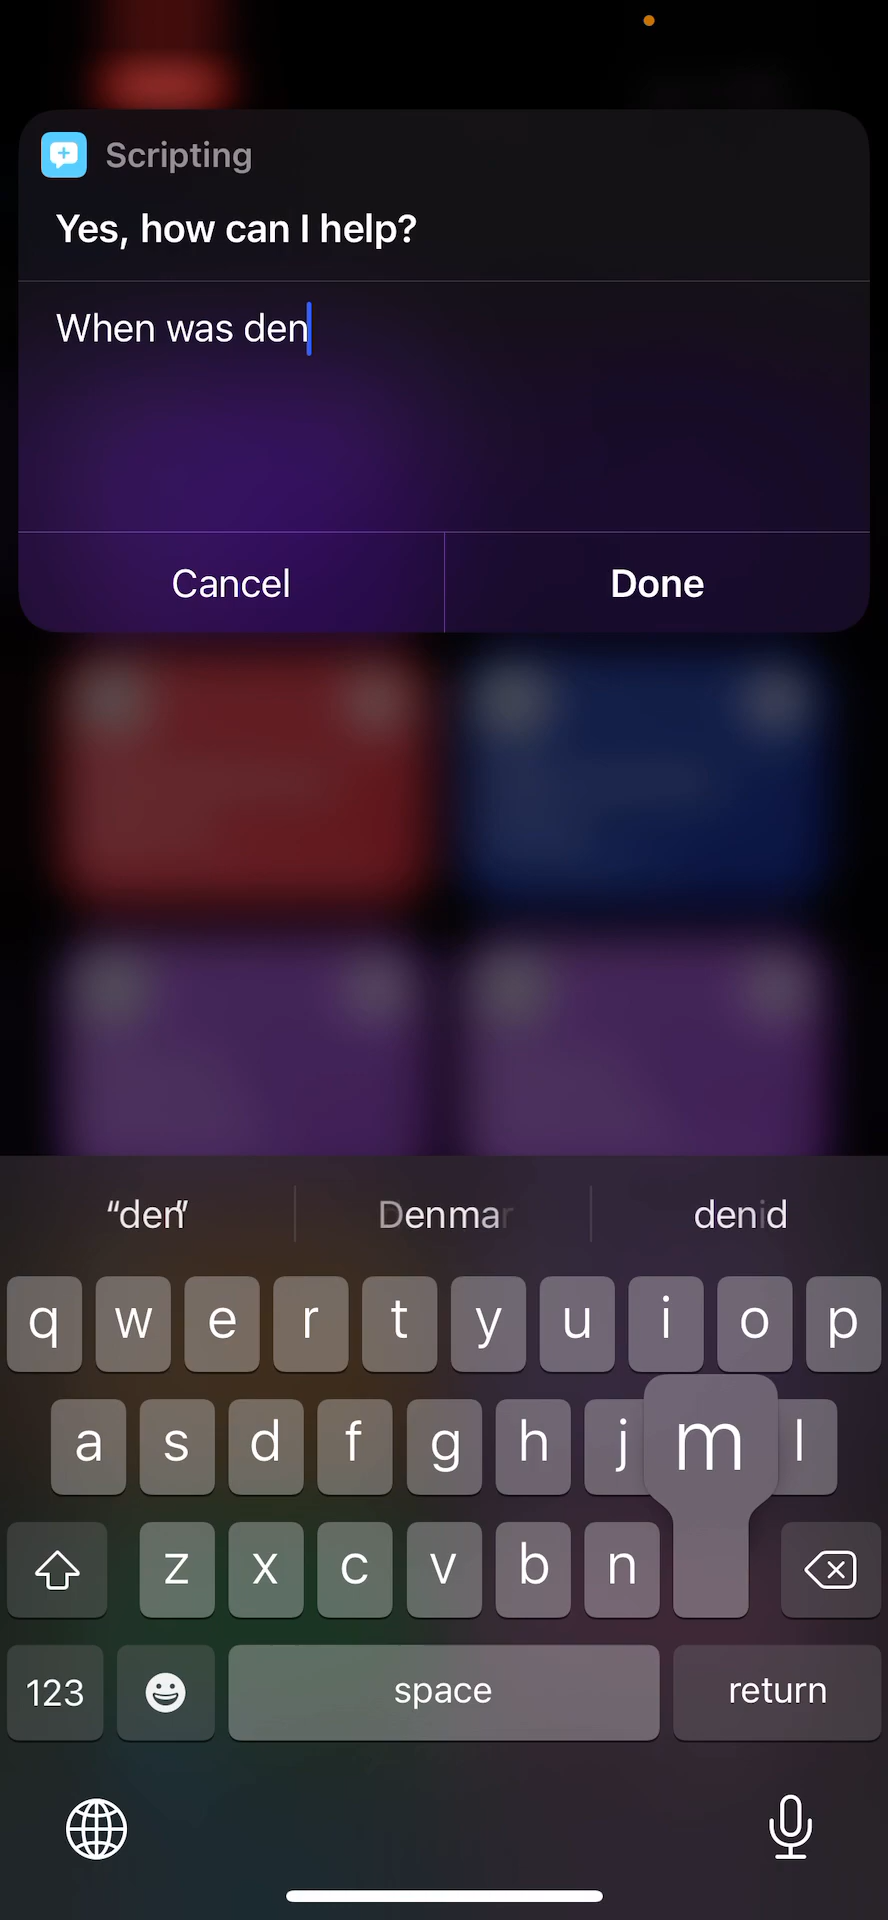 Scripting
Yes, how can I help?
When was den
Cancel Done
“den” Denmar denid
q w e r t y u i o p
a s d f g h j m l
z x c v b n
123 space return